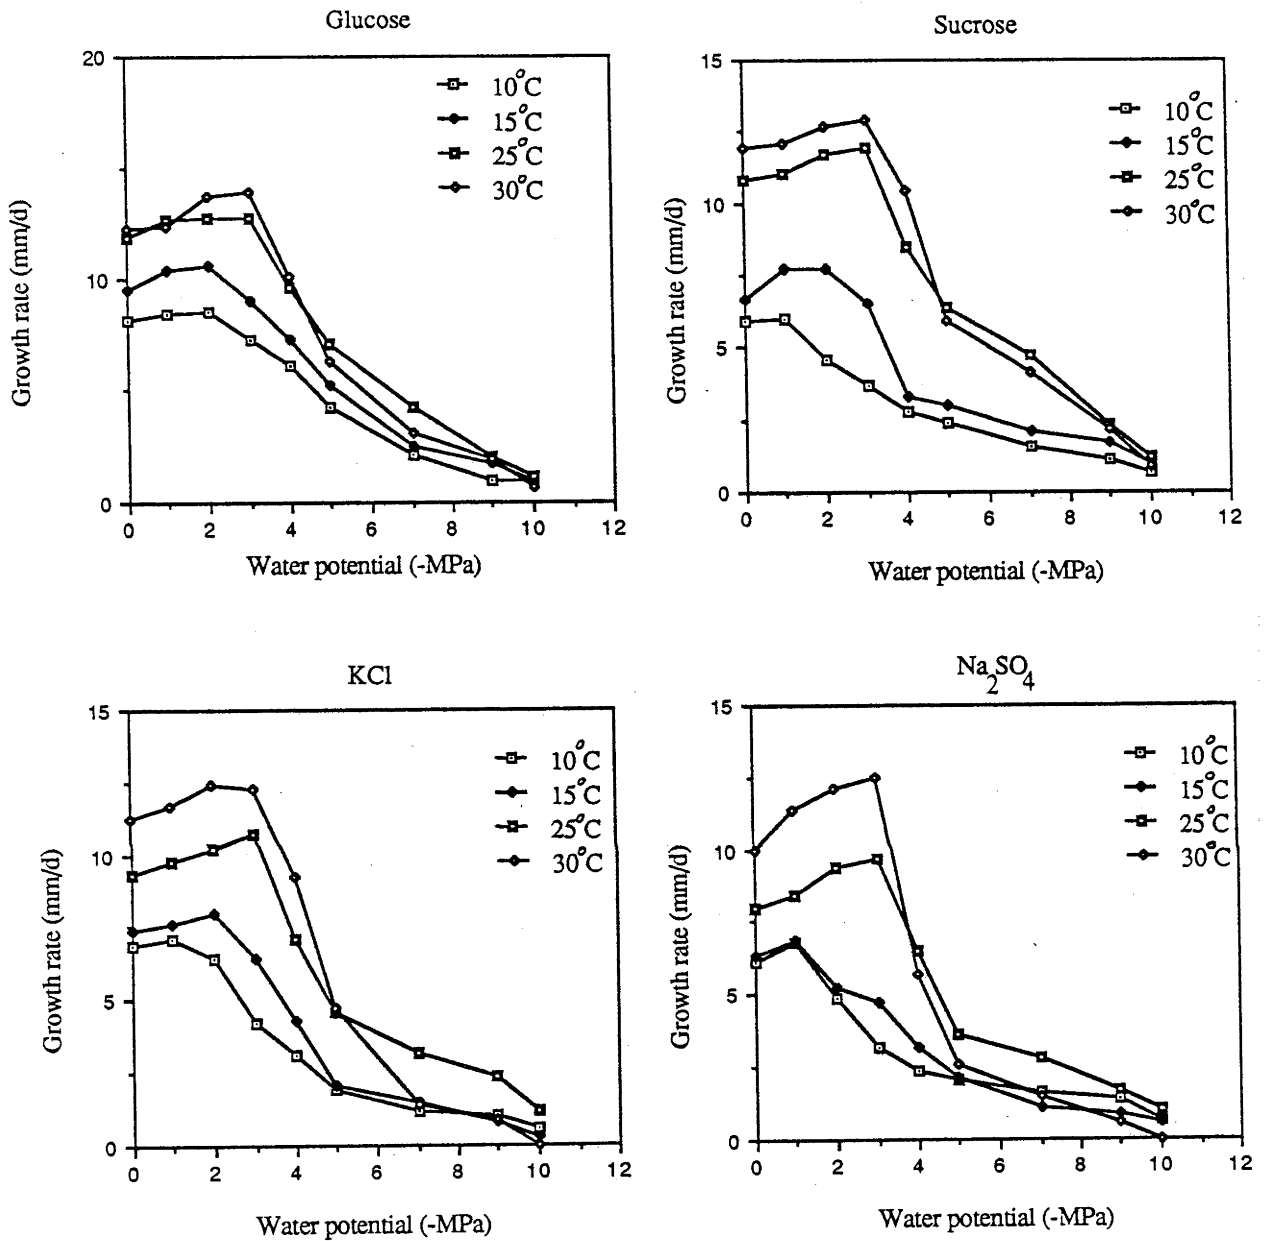 Glucose
20
10
0
0 2 4 6 8 10 12
Growth rate (mm/d)
Water potential (-MPa)
10°C
15°C
25°C
30°C
Sucrose
15
10
5
0
0 2 4 6 8 10 12
Growth rate (mm/d)
Water potential (-MPa)
10°C
15°C
25°C
30°C
KCl
15
10
5
0
0 2 4 6 8 10 12
Growth rate (mm/d)
Water potential (-MPa)
10°C
15°C
25°C
30°C
Na₂SO₄
15
10
5
0
0 2 4 6 8 10 12
Growth rate (mm/d)
Water potential (-MPa)
10°C
15°C
25°C
30°C